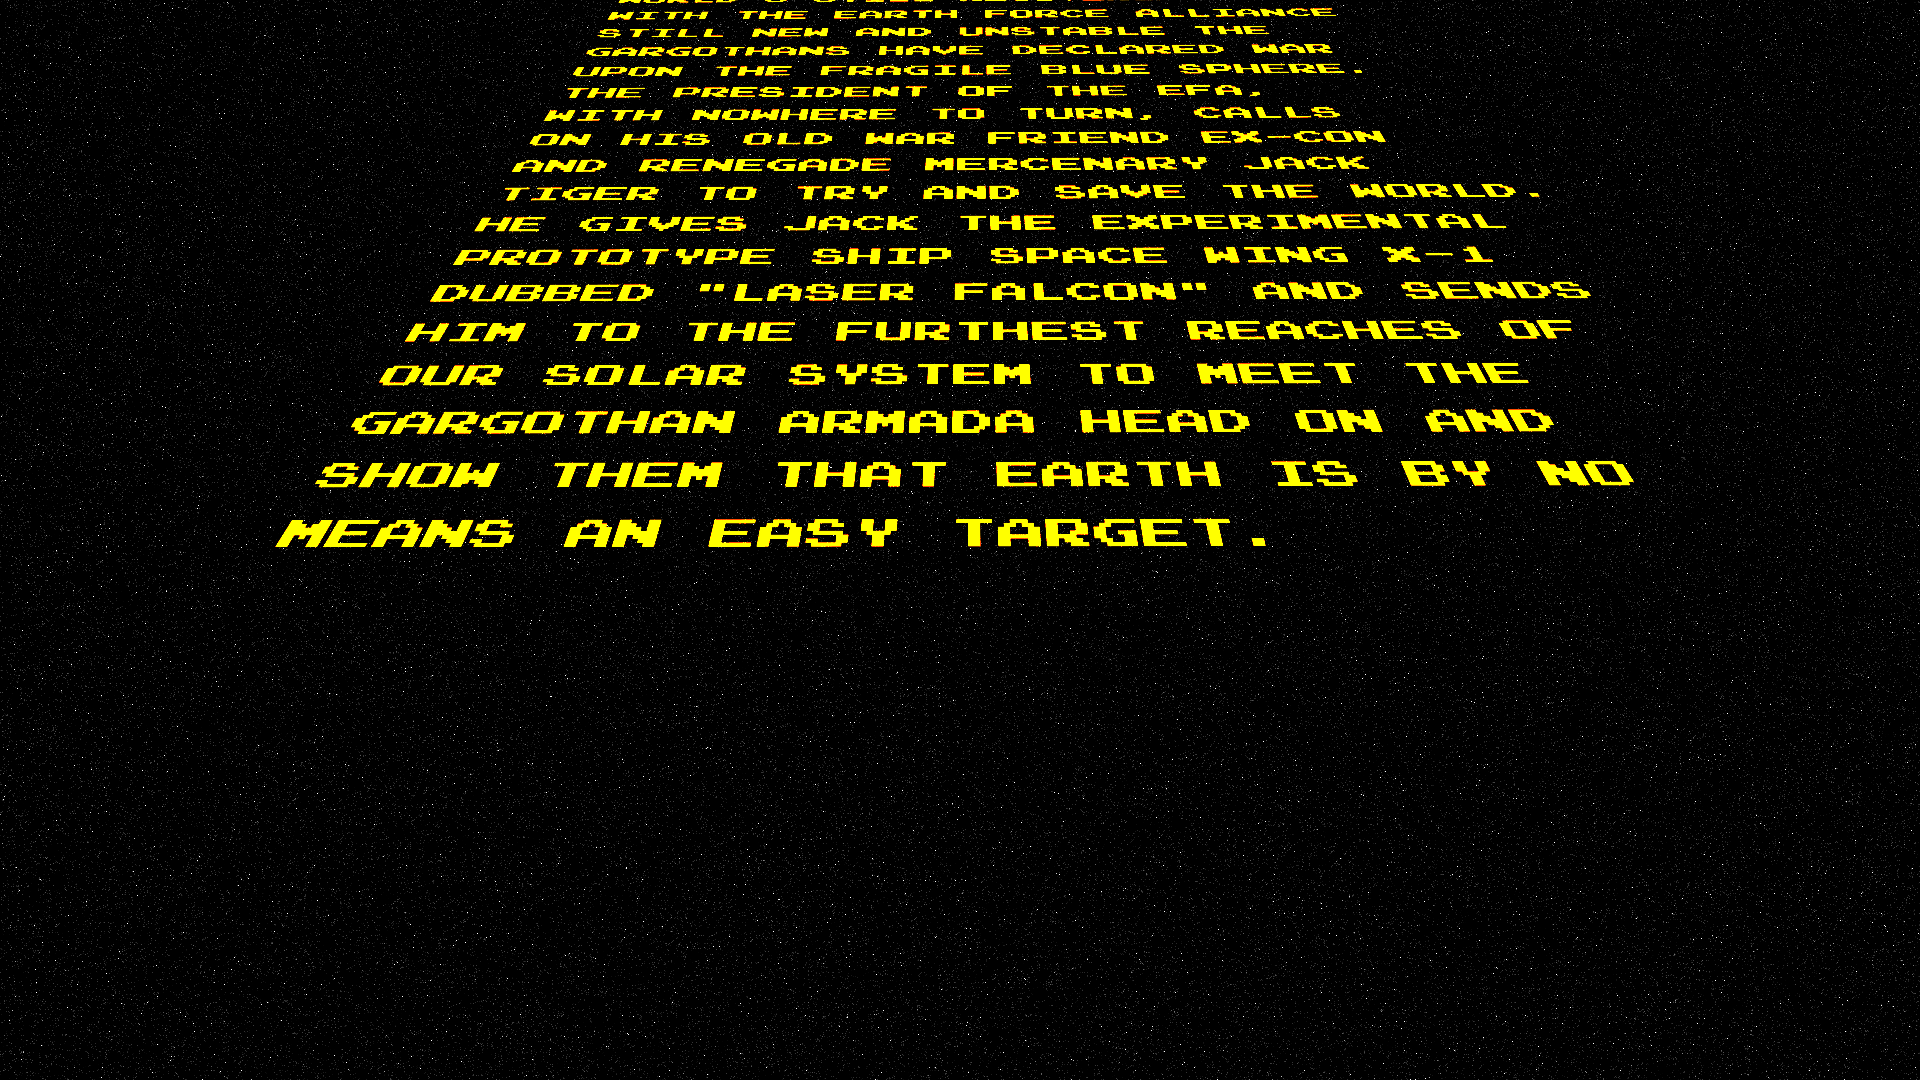 WITH THE EARTH FORCE ALLIANCE
STILL NEW AND UNSTABLE THE
GARGOTHANS HAVE DECLARED WAR
UPON THE FRAGILE BLUE SPHERE.
THE PRESIDENT OF THE EFA,
WITH NOWHERE TO TURN, CALLS
ON HIS OLD WAR FRIEND EX-CON
AND RENEGADE MERCENARY JACK
TIGER TO TRY AND SAVE THE WORLD.
HE GIVES JACK THE EXPERIMENTAL
PROTOTYPE SHIP SPACE WING X-1
DUBBED "LASER FALCON" AND SENDS
HIM TO THE FURTHEST REACHES OF
OUR SOLAR SYSTEM TO MEET THE
GARGOTHAN ARMADA HEAD ON AND
SHOW THEM THAT EARTH IS BY NO
MEANS AN EASY TARGET.